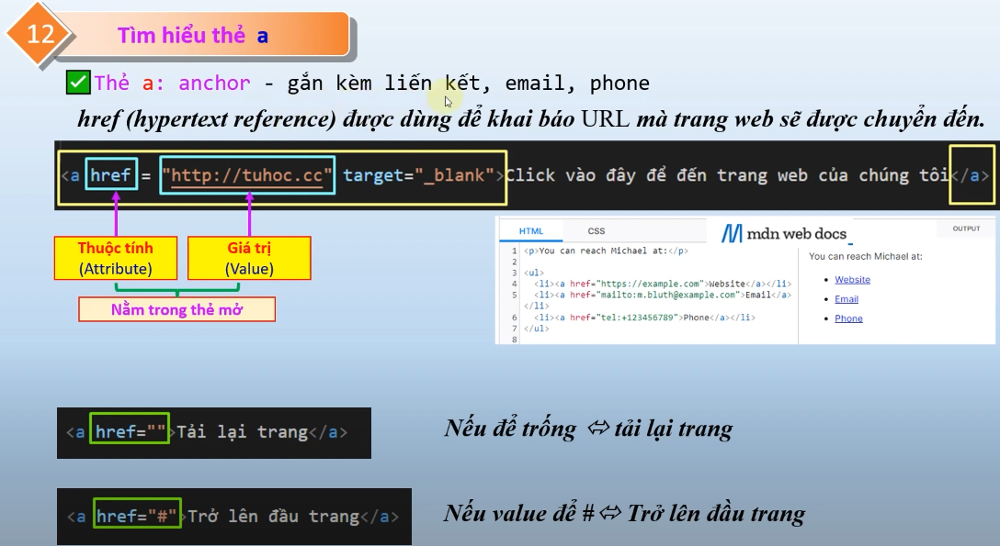 12
Tìm hiểu thẻ a
Thẻ a: anchor - gắn kèm liến kết, email, phone
href (hypertext reference) được dùng để khai báo URL mà trang web sẽ được chuyển đến.
<a href = "http://tuhoc.cc" target="_blank">Click vào đây để đến trang web của chúng tôi</a>
Thuộc tính
(Attribute)
Giá trị
(Value)
Nằm trong thẻ mở
HTML CSS
mdn web docs_
OUTPUT
1 <p>You can reach Michael at:</p>
2
3 <ul>
4 <li><a href="https://example.com">Website</a></li>
5 <li><a href="mailto:m.bluth@example.com">Email</a>
</li>
6 <li><a href="tel:+123456789">Phone</a></li>
7 </ul>
8
You can reach Michael at:
Website
Email
Phone
<a href="">Tải lại trang</a>
Nếu để trống ⬄ tải lại trang
<a href="#">Trở lên đầu trang</a>
Nếu value để # ⬄ Trở lên đầu trang